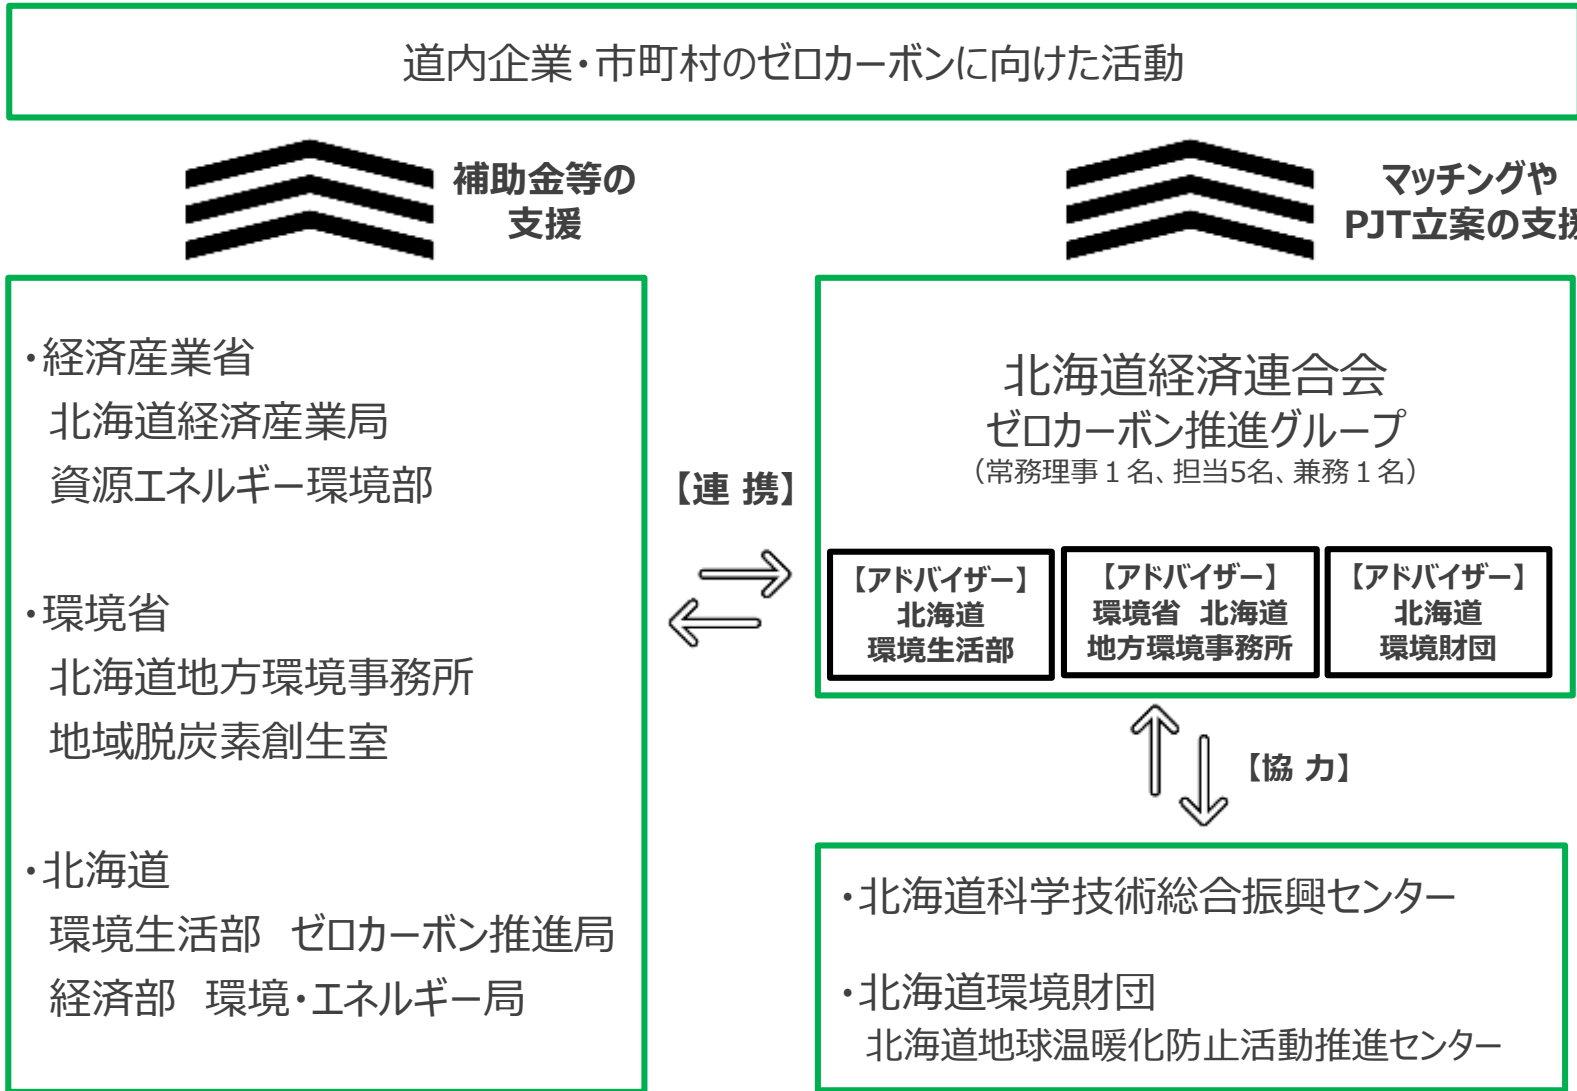 道内企業・市町村のゼロカーボンに向けた活動
補助金等の
支援
マッチングや
PJT立案の支援
・経済産業省
北海道経済産業局
資源エネルギー環境部
・環境省
北海道地方環境事務所
地域脱炭素創生室
・北海道
環境生活部　ゼロカーボン推進局
経済部　環境・エネルギー局
【連 携】
北海道経済連合会
ゼロカーボン推進グループ
（常務理事１名、担当5名、兼務１名）
【アドバイザー】
北海道
環境生活部
【アドバイザー】
環境省　北海道
地方環境事務所
【アドバイザー】
北海道
環境財団
【協 力】
・北海道科学技術総合振興センター
・北海道環境財団
北海道地球温暖化防止活動推進センター